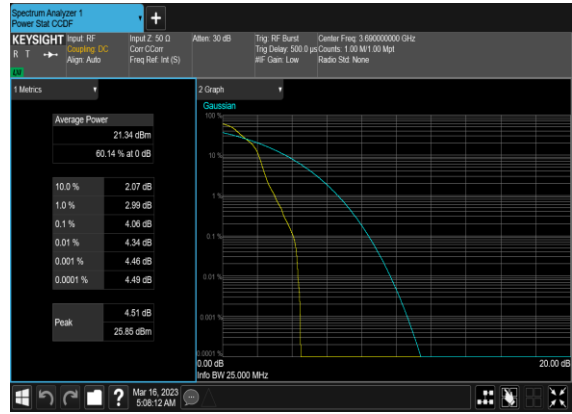 Spectrum Analyzer 1
Power Stat CCDF
KEYSIGHT Input: RF Input Z: 50 Ω Atten: 30 dB Trig: RF Burst Center Freq: 3.690000000 GHz
R T Coupling: DC Corr CCorr Trig Delay: 500.0 µs Counts: 1.00 M/1.00 Mpt
Align: Auto Freq Ref: Int (S) #IF Gain: Low Radio Std: None
1 Metrics
2 Graph
Gaussian
Average Power
21.34 dBm
60.14 % at 0 dB
10.0 % 2.07 dB
1.0 % 2.99 dB
0.1 % 4.06 dB
0.01 % 4.34 dB
0.001 % 4.46 dB
0.0001 % 4.49 dB
Peak
4.51 dB
25.85 dBm
100 %
10 %
1 %
0.1 %
0.01 %
0.001 %
0.0001 %
0.00 dB 20.00 dB
Info BW 25.000 MHz
? Mar 16, 2023
5:08:12 AM